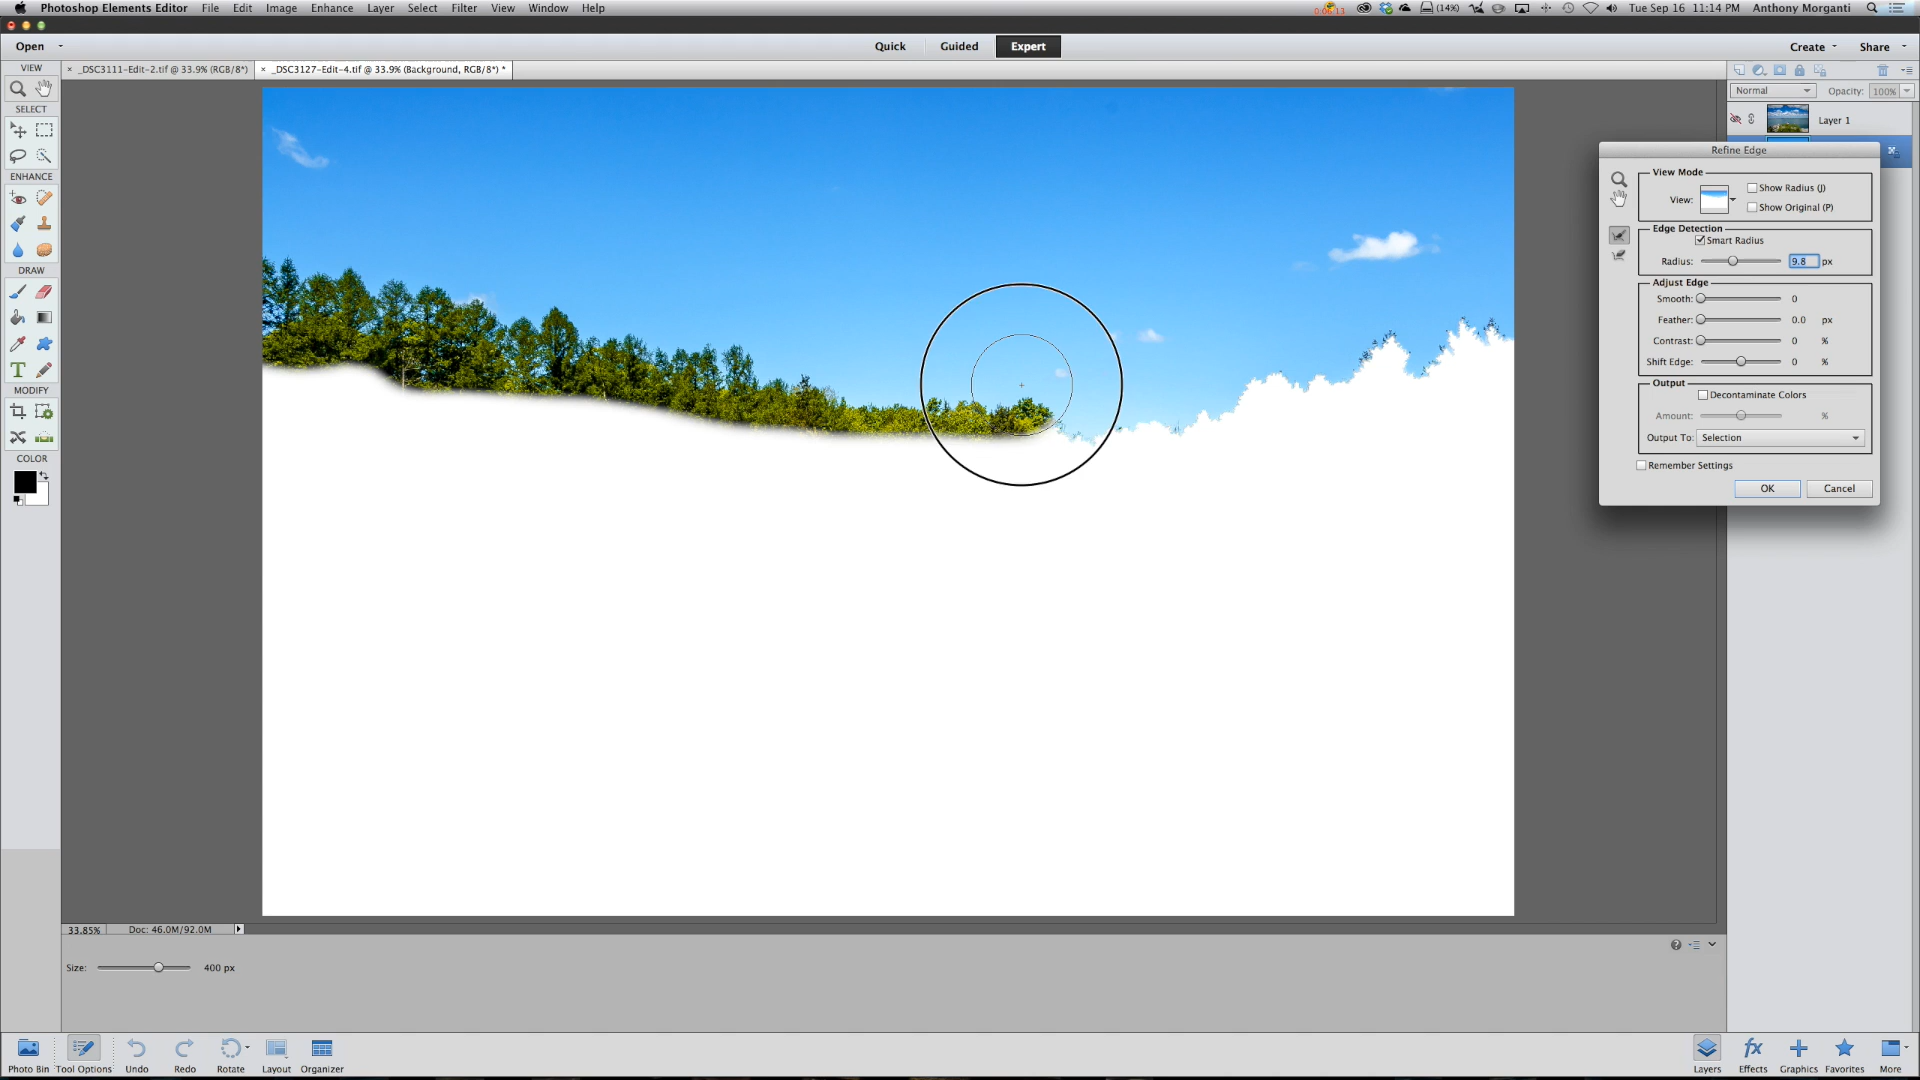 Photoshop Elements Editor File Edit Image Enhance Layer Select Filter View Window Help (14%) Tue Sep 16 11:14 PM Anthony Morganti
Open Quick Guided Expert Create Share
VIEW × _DSC3111-Edit-2.tif @ 33.9% (RGB/8*) × _DSC3127-Edit-4.tif @ 33.9% (Background, RGB/8*) *
Normal Opacity: 100%
SELECT
Layer 1
Refine Edge
View Mode
View: Show Radius (J)
Show Original (P)
Edge Detection
Smart Radius
Radius: 9.8 px
Adjust Edge
Smooth: 0
Feather: 0.0 px
Contrast: 0 %
Shift Edge: 0 %
Output
Decontaminate Colors
Amount: %
Output To: Selection
Remember Settings
OK Cancel
ENHANCE
DRAW
T
MODIFY
COLOR
33.85% Doc: 46.0M/92.0M
Size: 400 px
Photo Bin Tool Options Undo Redo Rotate Layout Organizer Layers fx Effects Graphics Favorites More